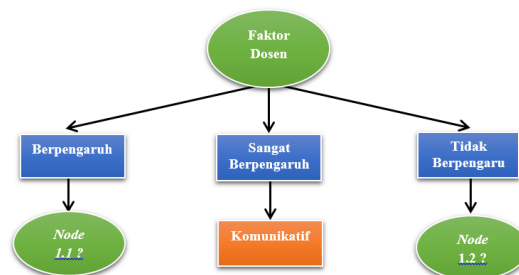 Faktor
Dosen
Berpengaruh
Sangat
Berpengaruh
Tidak
Berpengaru
Node
1.1 ?
Komunikatif
Node
1.2 ?